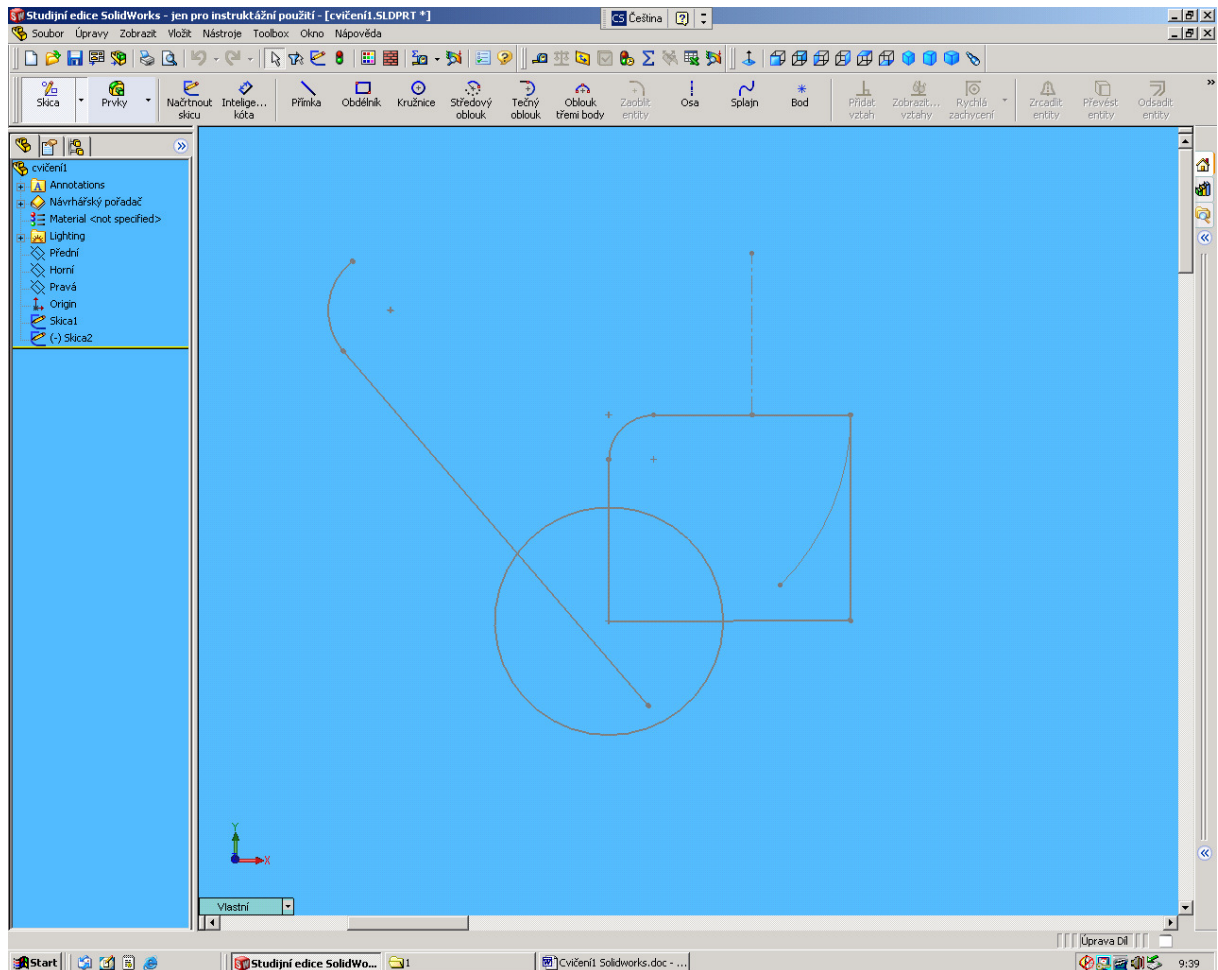 Studijní edice SolidWorks - jen pro instruktážní použití - [cvičení1.SLDPRT *]
CS Čeština
Soubor Úpravy Zobrazit Vložit Nástroje Toolbox Okno Nápověda
Skica Prvky Načrtnout skicu Intelige... kóta Přímka Obdélník Kružnice Středový oblouk Tečný oblouk Oblouk třemi body Zaoblit entity Osa Splajn Bod Přidat vztah Zobrazit... vztahy Rychlá zachycení Zrcadlit entity Převést entity Odsadit entity
cvičení1
Annotations
Návrhářský pořadač
Material <not specified>
Lighting
Přední
Horní
Pravá
Origin
Skica1
(-) Skica2
Y
X
Vlastní
Úprava Díl
Start
Studijní edice SolidWo...
1
Cvičení1 Solidworks.doc - ...
9:39